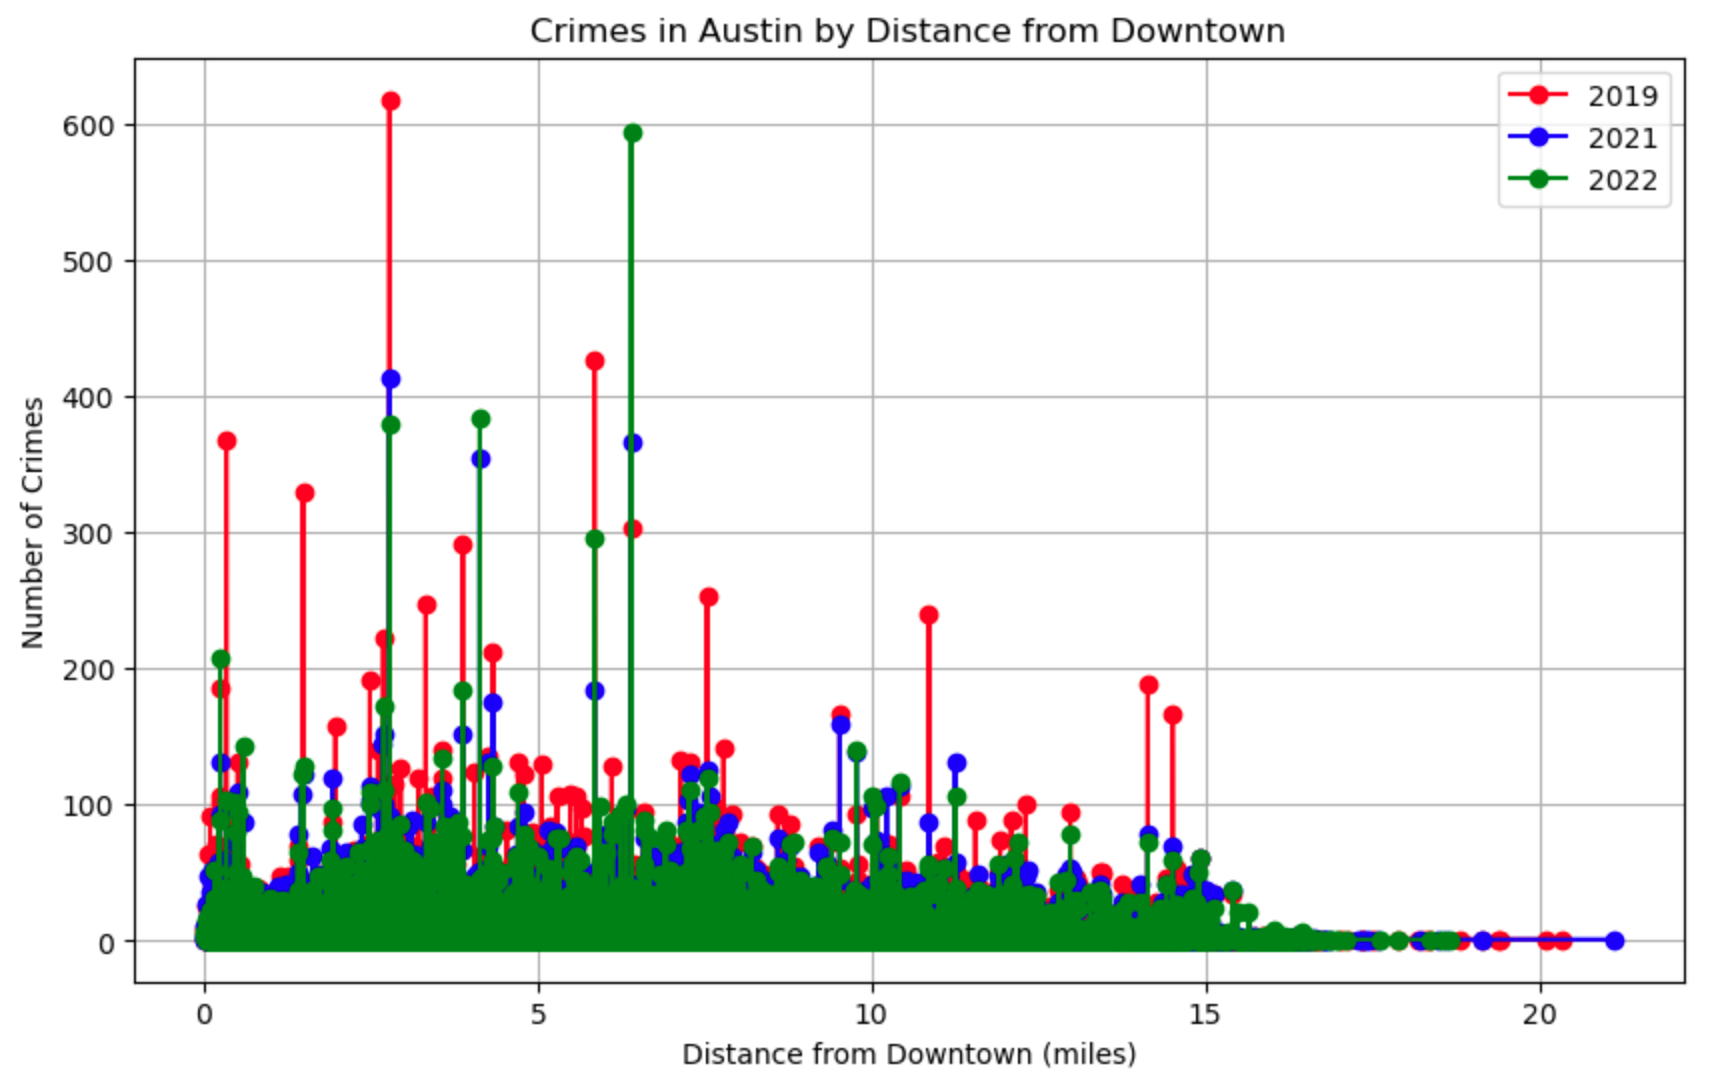 Crimes in Austin by Distance from Downtown
2019
2021
2022
600
500
400
300
200
100
0
Number of Crimes
0 5 10 15 20
Distance from Downtown (miles)